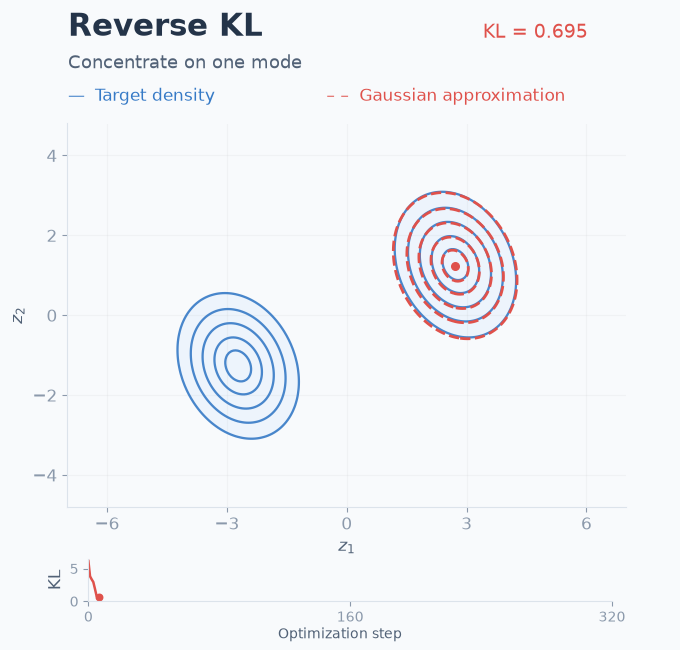 Reverse KL
KL = 0.695
Concentrate on one mode
— Target density
– – Gaussian approximation
4
2
0
−2
−4
z2
−6 −3 0 3 6
z1
KL
5
0
0 160 320
Optimization step